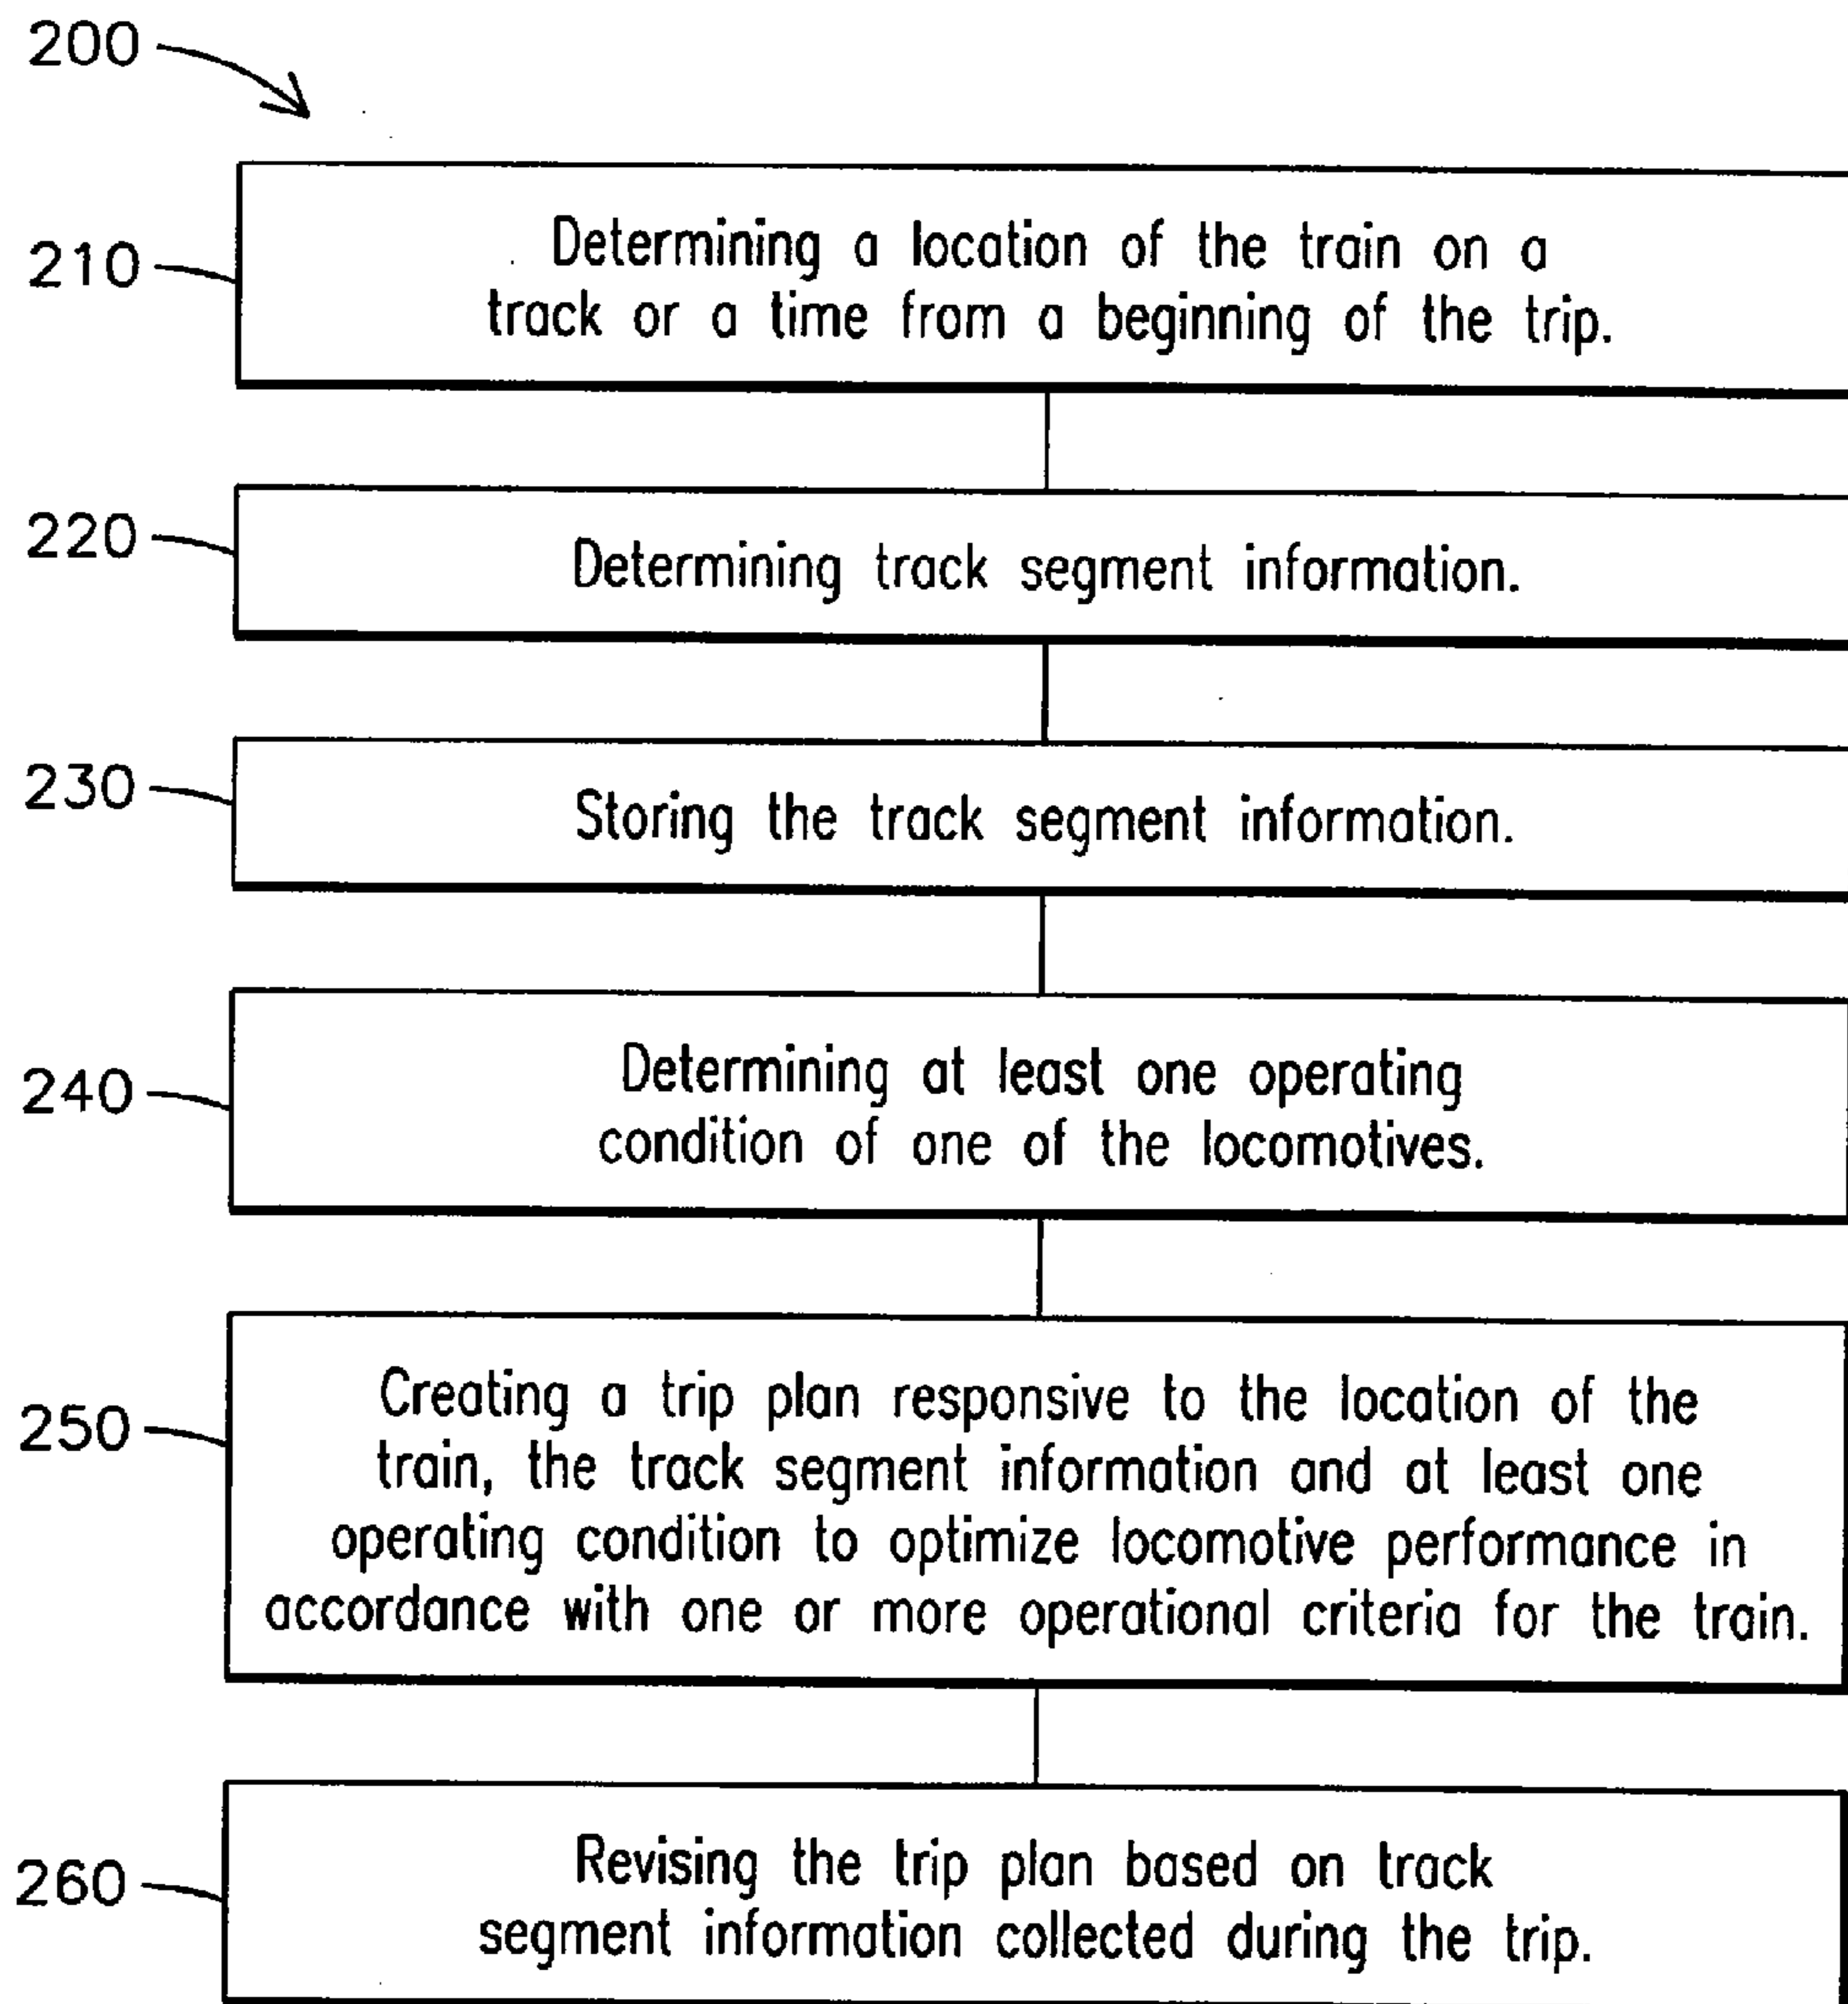 200
210
Determining a location of the train on a
track or a time from a beginning of the trip.
220
Determining track segment information.
230
Storing the track segment information.
240
Determining at least one operating
condition of one of the locomotives.
250
Creating a trip plan responsive to the location of the
train, the track segment information and at least one
operating condition to optimize locomotive performance in
accordance with one or more operational criteria for the train.
260
Revising the trip plan based on track
segment information collected during the trip.